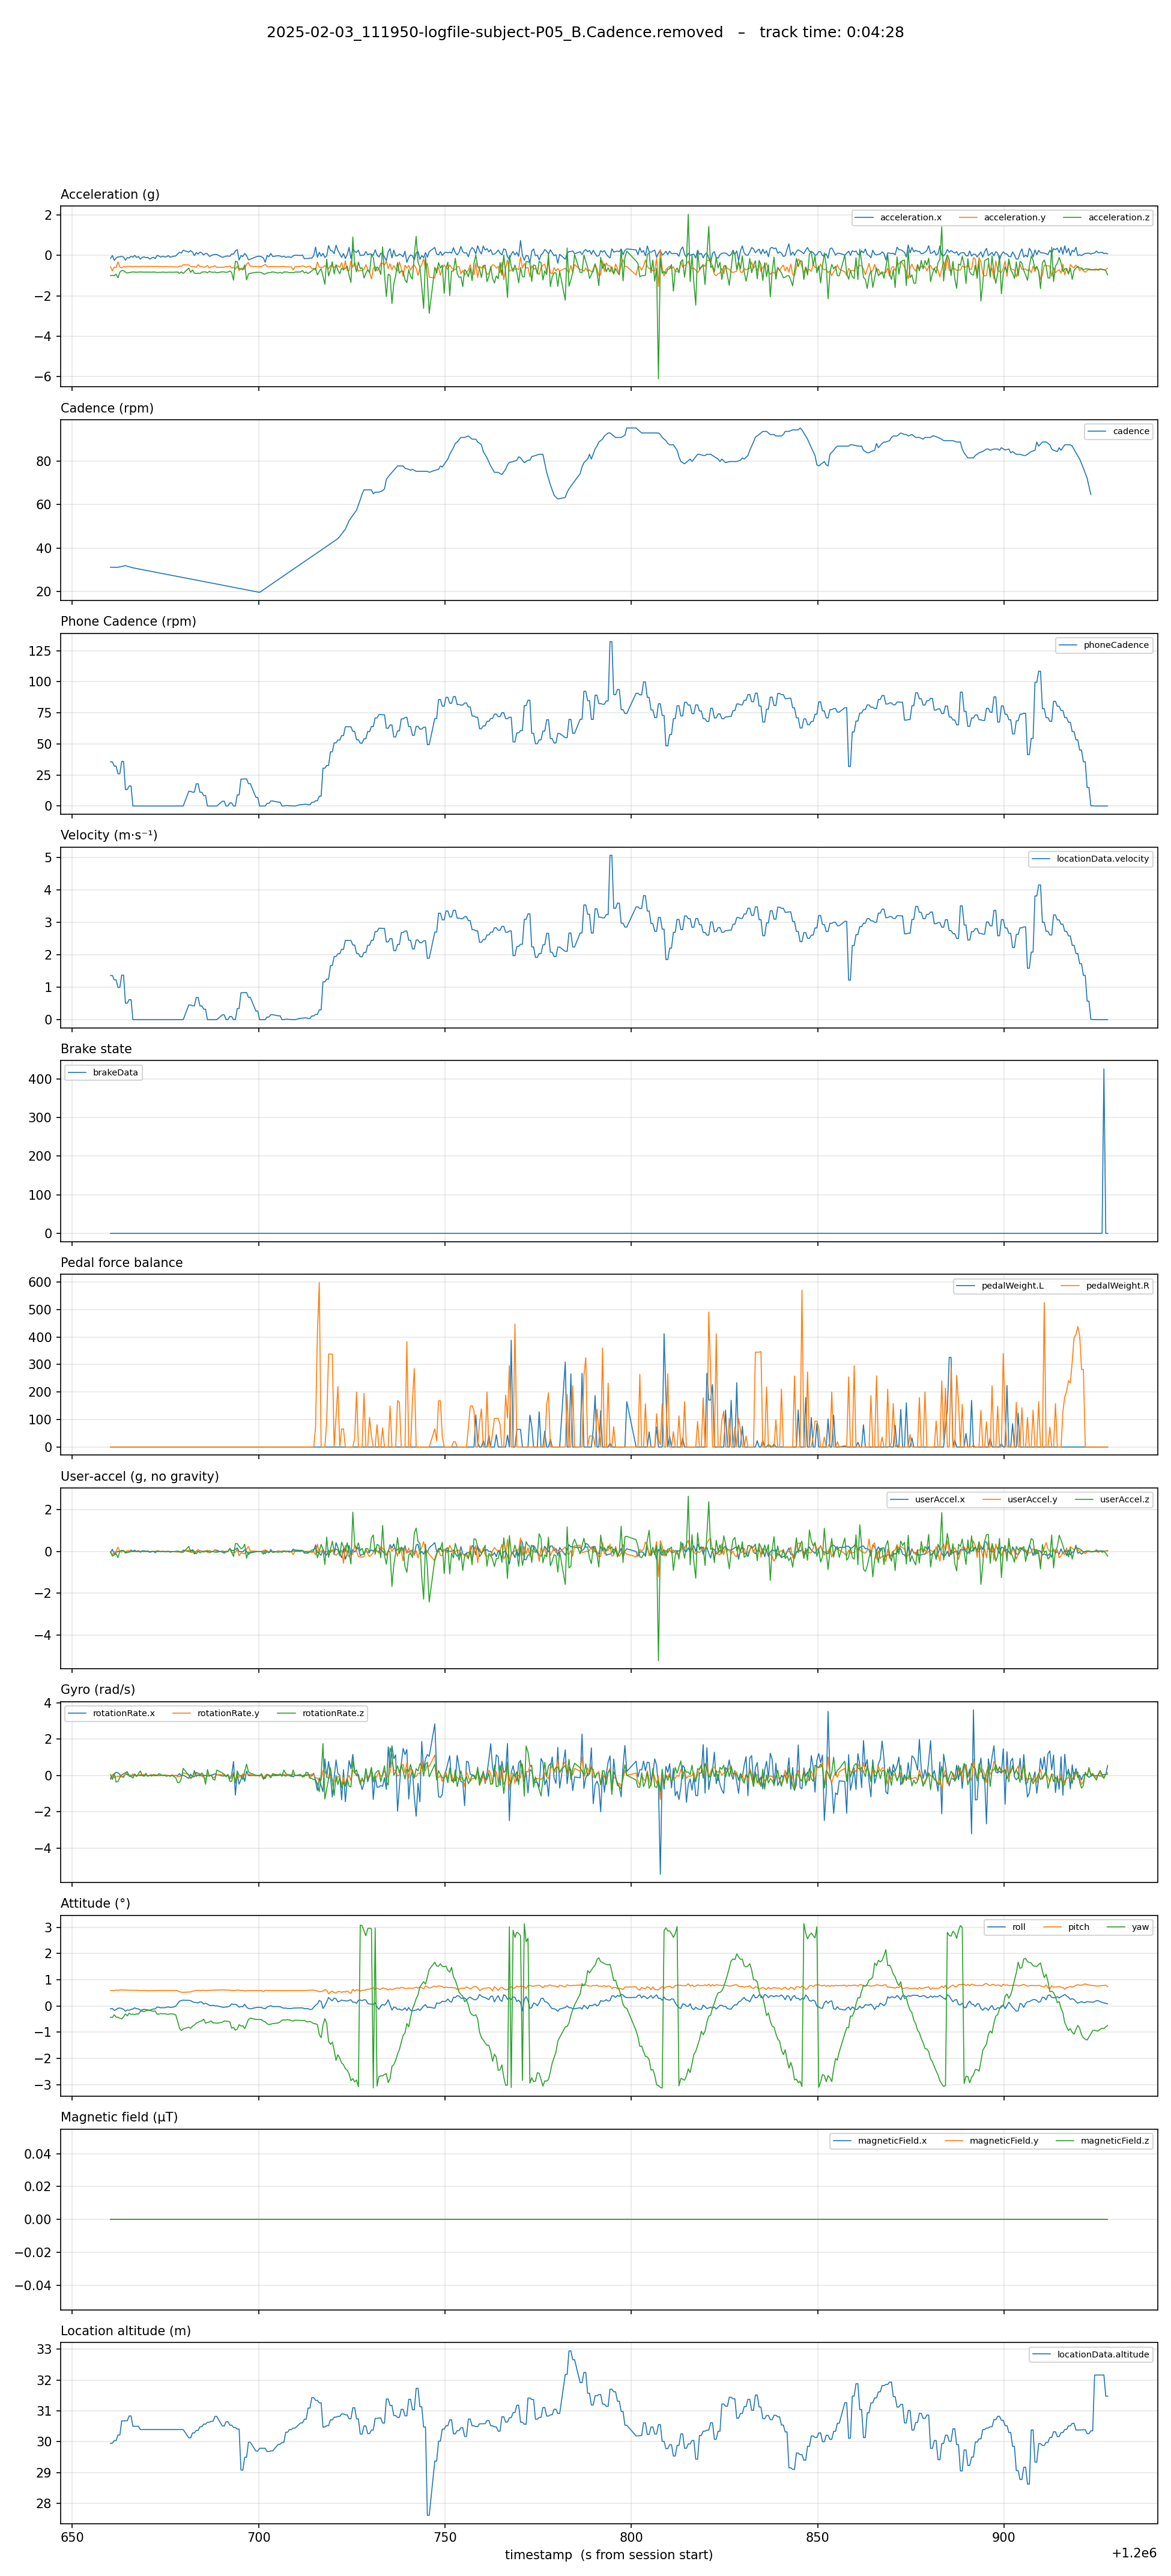 2025-02-03_111950-logfile-subject-P05_B.Cadence.removed – track time: 0:04:28
Acceleration (g)
acceleration.x acceleration.y acceleration.z
2
0
−2
−4
−6
Cadence (rpm)
cadence
80
60
40
20
Phone Cadence (rpm)
phoneCadence
125
100
75
50
25
0
Velocity (m·s⁻¹)
locationData.velocity
5
4
3
2
1
0
Brake state
brakeData
400
300
200
100
0
Pedal force balance
pedalWeight.L pedalWeight.R
600
500
400
300
200
100
0
User-accel (g, no gravity)
userAccel.x userAccel.y userAccel.z
2
0
−2
−4
Gyro (rad/s)
rotationRate.x rotationRate.y rotationRate.z
4
2
0
−2
−4
Attitude (°)
roll pitch yaw
3
2
1
0
−1
−2
−3
Magnetic field (µT)
magneticField.x magneticField.y magneticField.z
0.04
0.02
0.00
−0.02
−0.04
Location altitude (m)
locationData.altitude
33
32
31
30
29
28
650 700 750 800 850 900
timestamp (s from session start)
+1.2e6